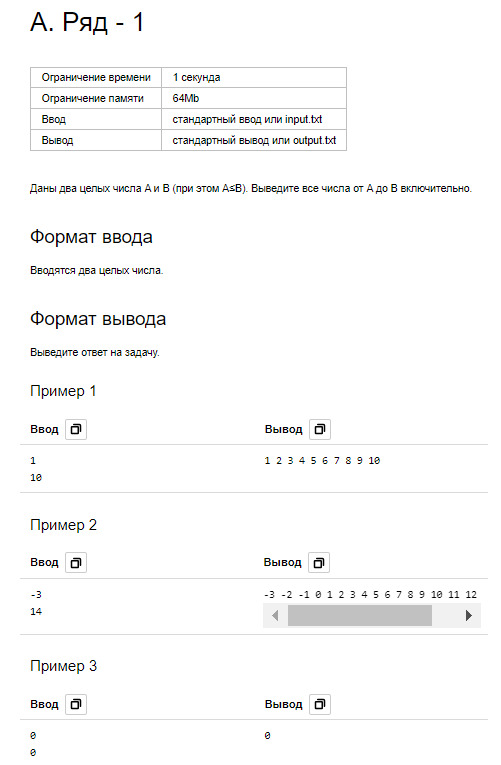 А. Ряд - 1
Ограничение времени 1 секунда
Ограничение памяти 64Mb
Ввод стандартный ввод или input.txt
Вывод стандартный вывод или output.txt
Даны два целых числа A и B (при этом A≤B). Выведите все числа от A до B включительно.
Формат ввода
Вводятся два целых числа.
Формат вывода
Выведите ответ на задачу.
Пример 1
Ввод Вывод
1 1 2 3 4 5 6 7 8 9 10
10
Пример 2
Ввод Вывод
-3 -3 -2 -1 0 1 2 3 4 5 6 7 8 9 10 11 12
14
Пример 3
Ввод Вывод
0 0
0